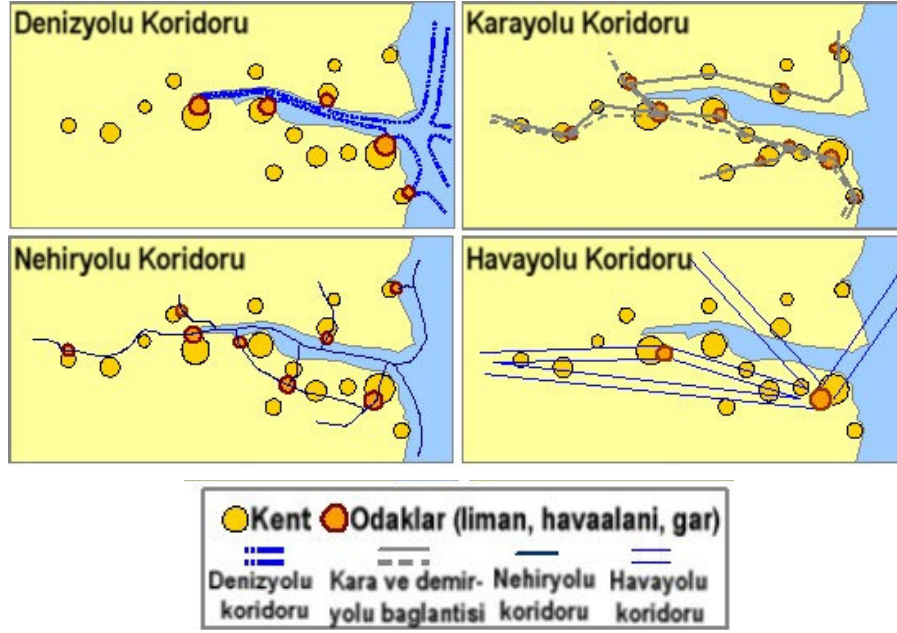 Denizyolu Koridoru
Karayolu Koridoru
Nehiryolu Koridoru
Havayolu Koridoru
Kent
Odaklar (liman, havaalani, gar)
Denizyolu
koridoru
Kara ve demir-
yolu baglantisi
Nehiryolu
koridoru
Havayolu
koridoru